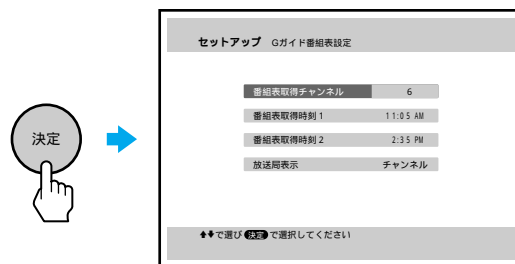 決定
セットアップ Gガイド番組表設定
番組表取得チャンネル 6
番組表取得時刻1 11:05 AM
番組表取得時刻2 2:35 PM
放送局表示 チャンネル
▲▼で選び 決定 で選択してください